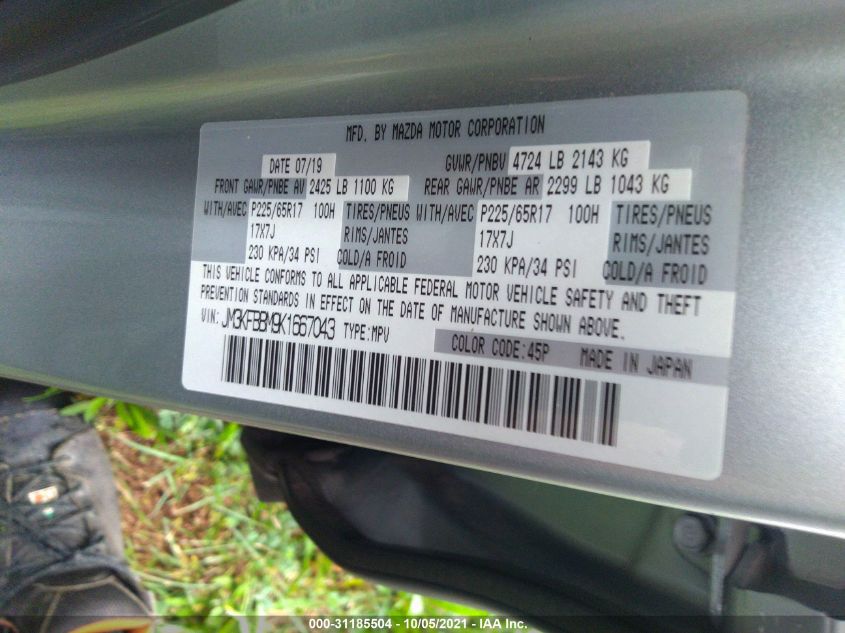 MFD. BY MAZDA MOTOR CORPORATION
DATE 07/19 GVWR/PNBV 4724 LB 2143 KG
FRONT GAWR/PNBE AV 2425 LB 1100 KG REAR GAWR/PNBE AR 2299 LB 1043 KG
WITH/AVEC P225/65R17 100H TIRES/PNEUS WITH/AVEC P225/65R17 100H TIRES/PNEUS
17X7J RIMS/JANTES 17X7J RIMS/JANTES
230 KPA/34 PSI COLD/A FROID 230 KPA/34 PSI COLD/A FROID
THIS VEHICLE CONFORMS TO ALL APPLICABLE FEDERAL MOTOR VEHICLE SAFETY AND THEFT
PREVENTION STANDARDS IN EFFECT ON THE DATE OF MANUFACTURE SHOWN ABOVE.
VIN: JM3KFBBM9K1667043 TYPE:MPV
COLOR CODE:45P MADE IN JAPAN
000-31185504 - 10/05/2021 - IAA Inc.